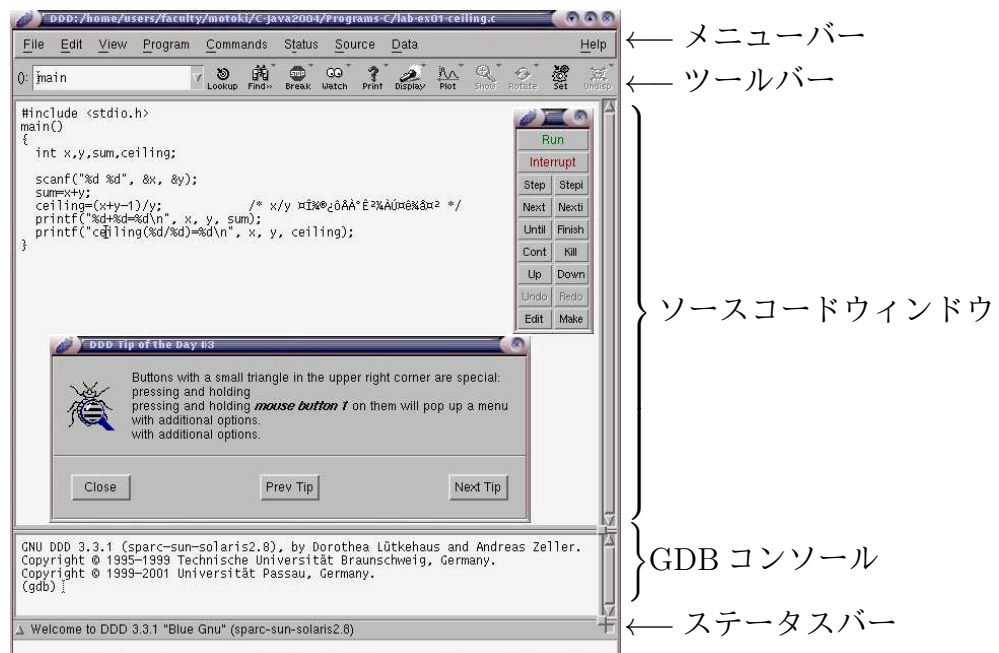 DDD:/home/users/faculty/motoki/C-Java2004/Programs-C/lab-ex01-ceiling.c
File Edit View Program Commands Status Source Data Help
メニューバー
(): main
Lookup Find» Break Watch Print Display Plot Show Rotate Set Undisp
ツールバー
#include <stdio.h>
main()
{
int x,y,sum,ceiling;
scanf("%d %d", &x, &y);
sum=x+y;
ceiling=(x+y-1)/y; /* x/y */
printf("%d+%d=%d\n", x, y, sum);
printf("ceiling(%d/%d)=%d\n", x, y, ceiling);
}
Run
Interrupt
Step Stepi
Next Nexti
Until Finish
Cont Kill
Up Down
Undo Redo
Edit Make
ソースコードウィンドウ
DDD Tip of the Day #3
Buttons with a small triangle in the upper right corner are special:
pressing and holding
pressing and holding mouse button 1 on them will pop up a menu
with additional options.
with additional options.
Close Prev Tip Next Tip
GNU DDD 3.3.1 (sparc-sun-solaris2.8), by Dorothea Lütkehaus and Andreas Zeller.
Copyright © 1995-1999 Technische Universität Braunschweig, Germany.
Copyright © 1999-2001 Universität Passau, Germany.
(gdb)
GDB コンソール
Welcome to DDD 3.3.1 "Blue Gnu" (sparc-sun-solaris2.8)
ステータスバー